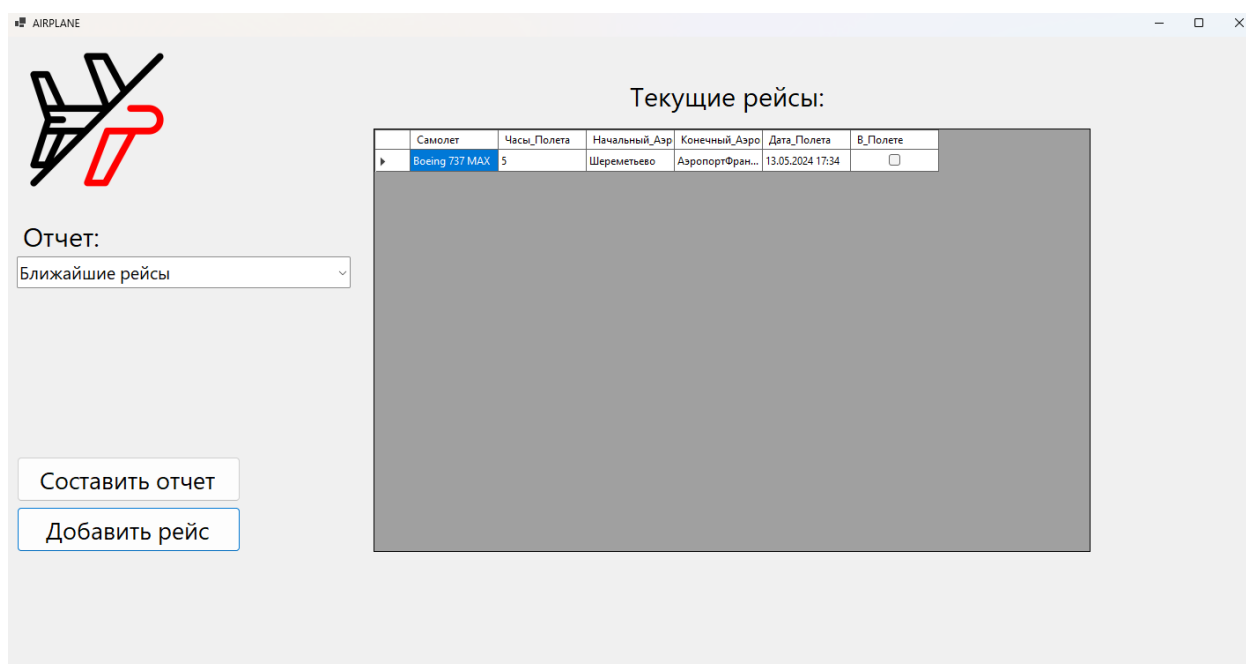 AIRPLANE
Текущие рейсы:
Самолет Часы_Полета Начальный_Аэр Конечный_Аэро Дата_Полета В_Полете
Boeing 737 MAX 5 Шереметьево АэропортФран... 13.05.2024 17:34
Отчет:
Ближайшие рейсы
Составить отчет
Добавить рейс